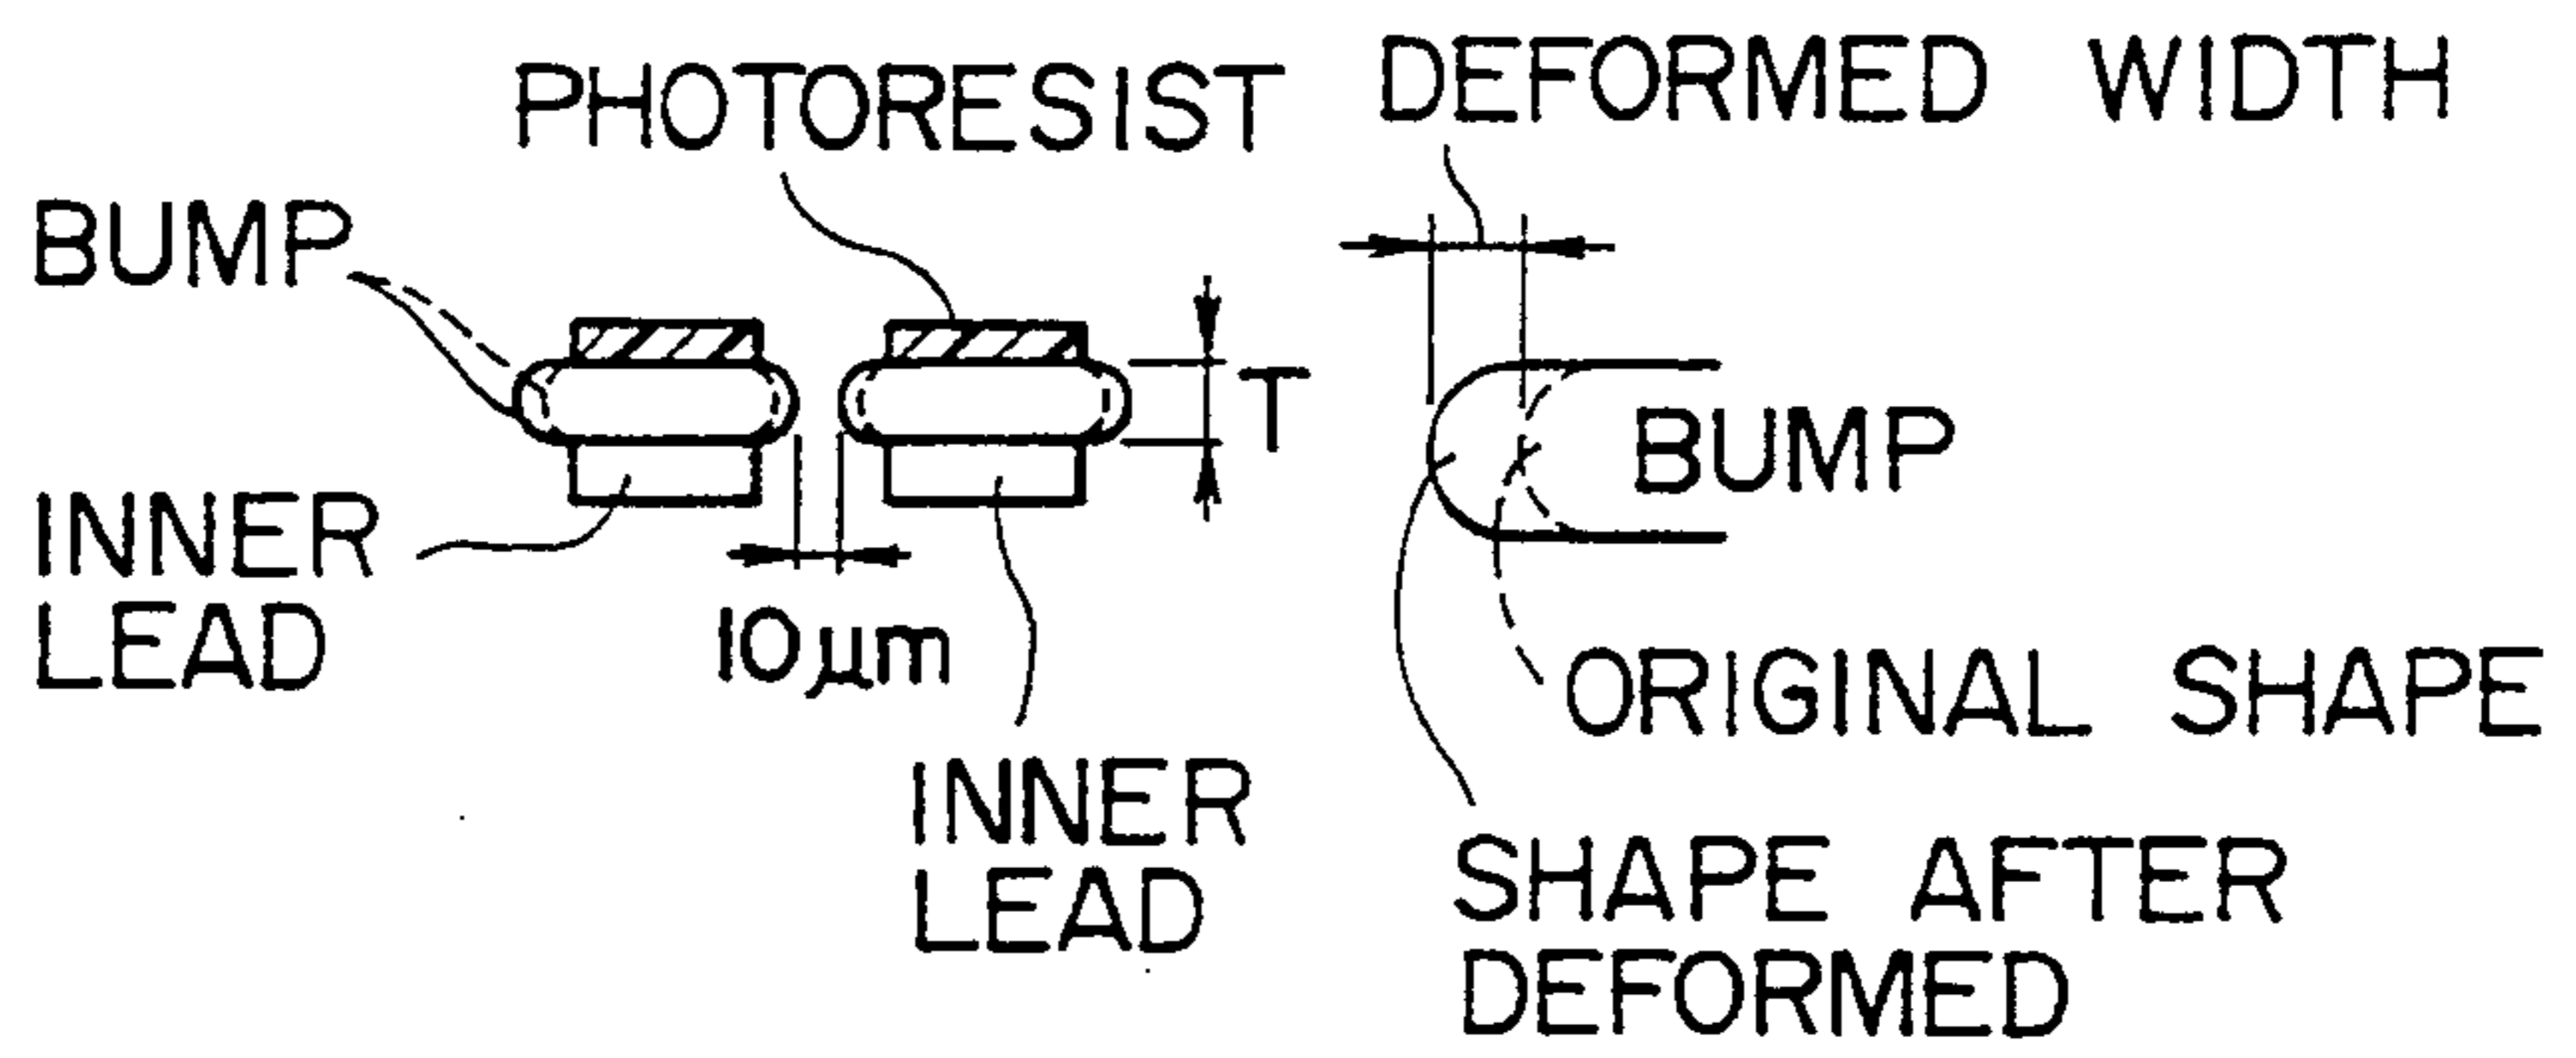 PHOTORESIST
DEFORMED WIDTH
BUMP
T
BUMP
INNER
LEAD
10μm
ORIGINAL SHAPE
INNER
LEAD
SHAPE AFTER
DEFORMED